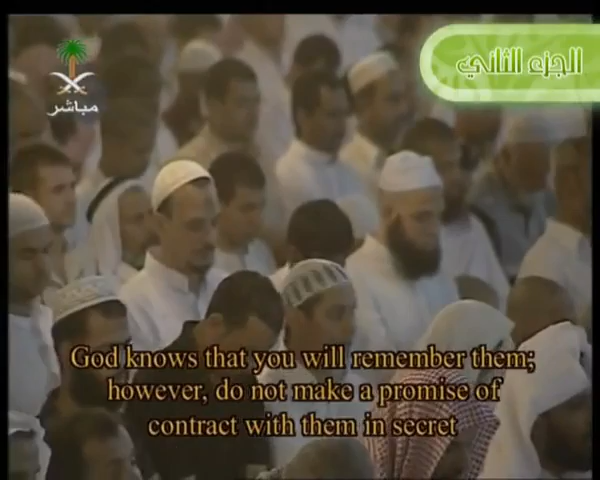 الجزء الثاني
مباشر
God knows that you will remember them;
however, do not make a promise of
contract with them in secret